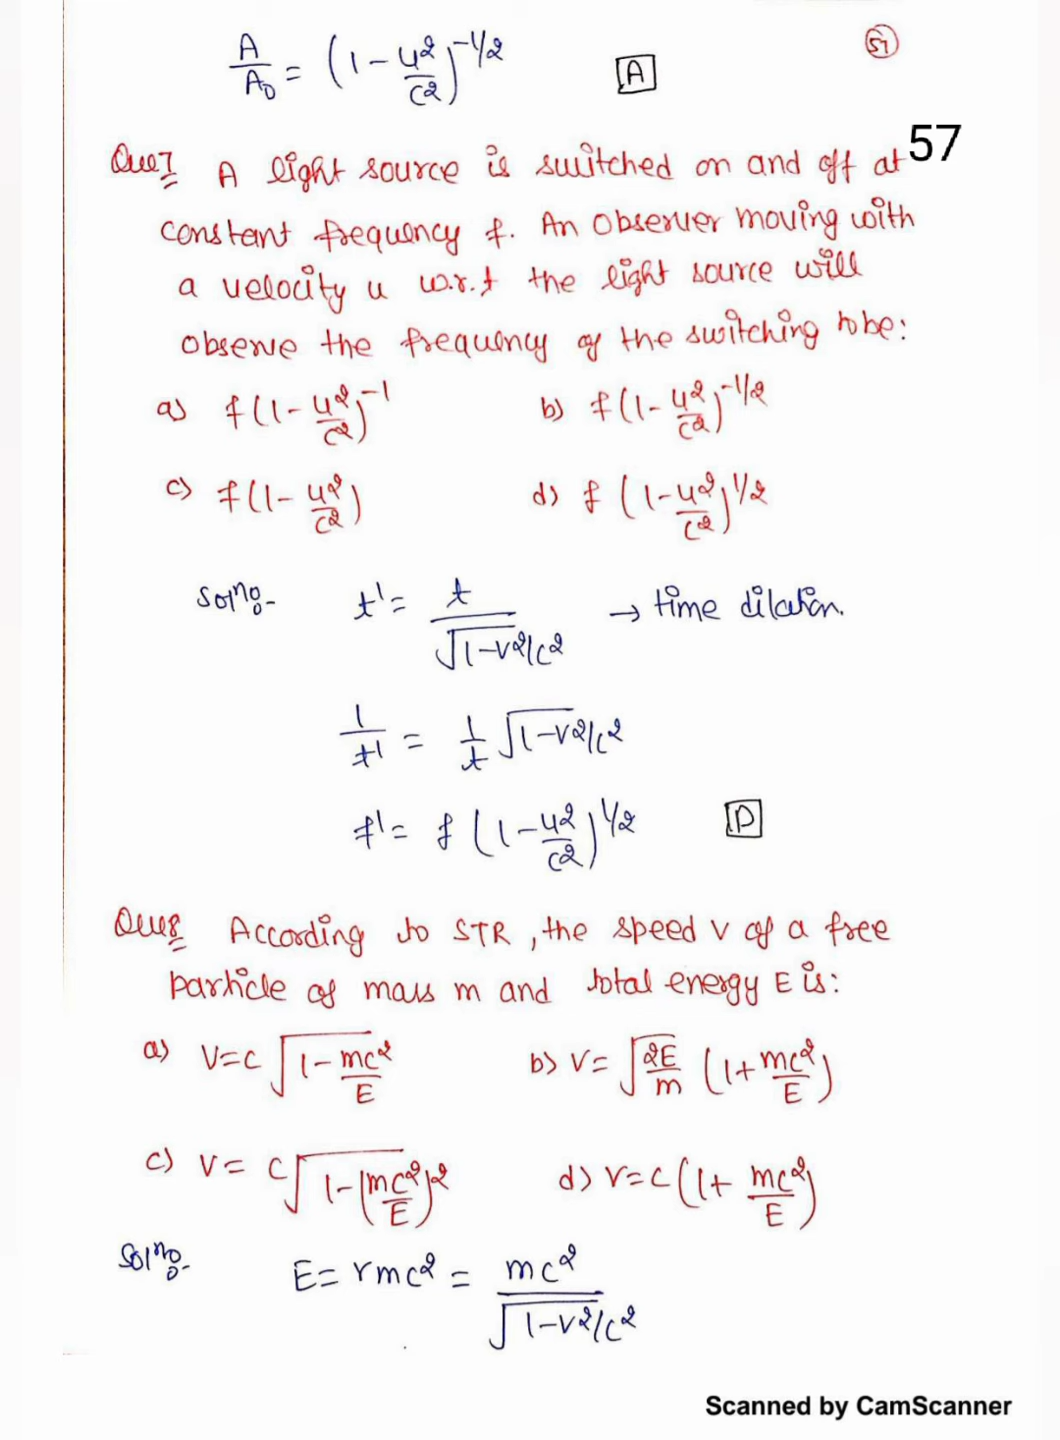 A/A₀ = (1 - u²/c²)^-1/2 [A] 57
57
Que7 A light source is switched on and off at
constant frequency f. An observer moving with
a velocity u w.r.t the light source will
observe the frequency of the switching to be:
a) f(1 - u²/c²)^-1 b) f(1 - u²/c²)^-1/2
c) f(1 - u²/c²) d) f (1 - u²/c²)^1/2
Solno- t' = t/√1-v²/c² → time dilation.
1/t' = 1/t √1-v²/c²
f' = f (1 - u²/c²)^1/2 [D]
Que8 According to STR, the speed v of a free
particle of mass m and total energy E is:
a) V=c √1 - mc²/E b) V= √2E/m (1+ mc²/E)
c) V= c√1-(mc²/E)² d) V=c(1+ mc²/E)
Solno- E= γmc² = mc²/√1-v²/c²
Scanned by CamScanner